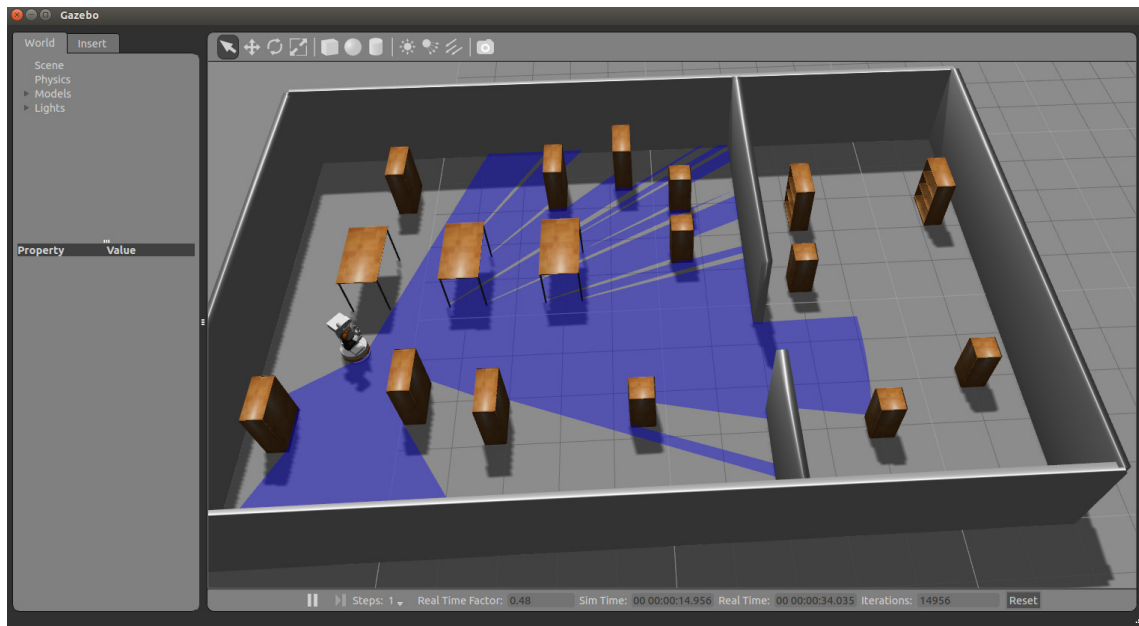 Gazebo
World Insert
Scene
Physics
Models
Lights
Property Value
Steps: 1 Real Time Factor: 0.48 Sim Time: 00 00:00:14.956 Real Time: 00 00:00:34.035 Iterations: 14956 Reset